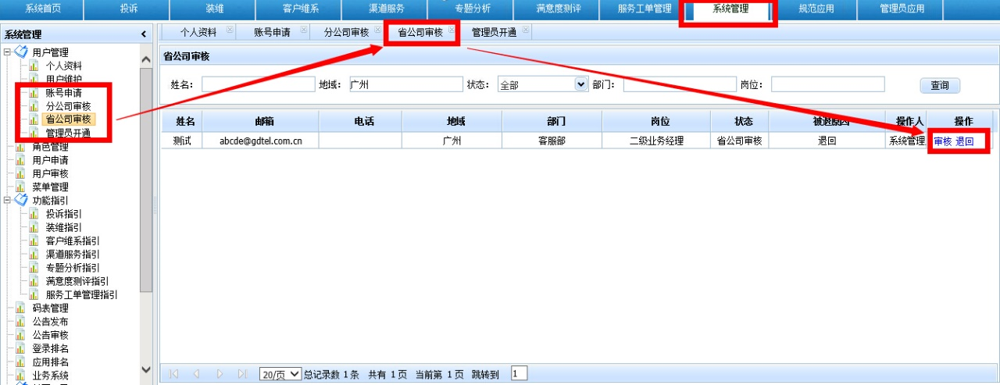 系统首页 投诉 装维 客户维系 渠道服务 专题分析 满意度测评 服务工单管理 系统管理 规范应用 管理员应用
系统管理
用户管理
个人资料
用户维护
账号申请
分公司审核
省公司审核
管理员开通
角色管理
用户申请
用户审核
菜单管理
功能指引
投诉指引
装维指引
客户维系指引
渠道服务指引
专题分析指引
满意度测评指引
服务工单管理指引
码表管理
公告发布
公告审核
登录排名
应用排名
业务系统
个人资料 账号申请 分公司审核 省公司审核 管理员开通
省公司审核
姓名: 地域: 广州 状态: 全部 部门: 岗位: 查询
姓名 邮箱 电话 地域 部门 岗位 状态 被退原因 操作人 操作
测试 abcde@gdtel.com.cn 广州 客服部 二级业务经理 省公司审核 退回 系统管理 审核 退回
20/页 总记录数 1 条 共有 1 页 当前第 1 页 跳转到 1